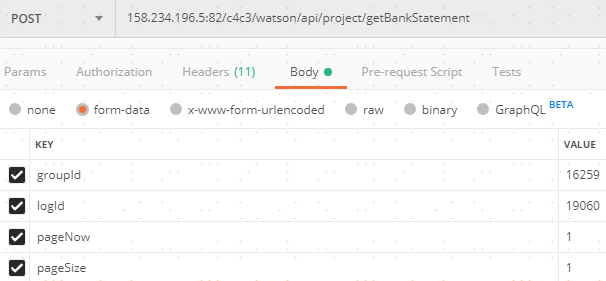 POST 158.234.196.5:82/c4c3/watson/api/project/getBankStatement
Params Authorization Headers (11) Body Pre-request Script Tests
none form-data x-www-form-urlencoded raw binary GraphQL BETA
KEY VALUE
groupId 16259
logId 19060
pageNow 1
pageSize 1